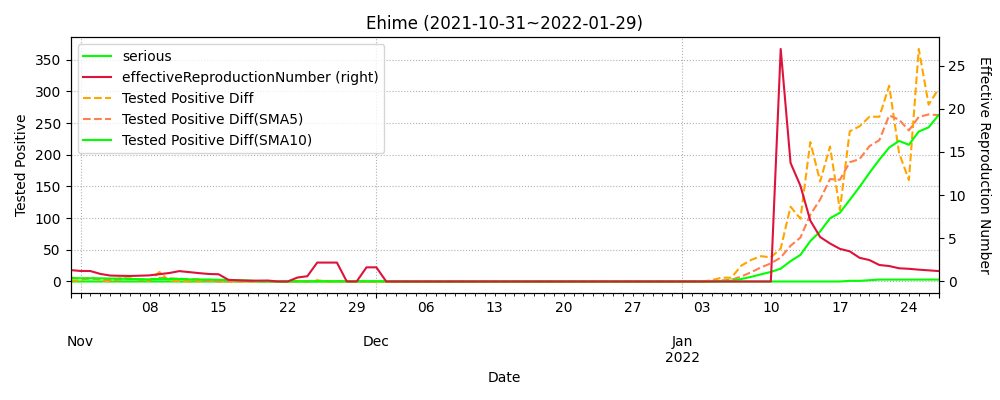 Ehime (2021-10-31~2022-01-29)
serious
effectiveReproductionNumber (right)
Tested Positive Diff
Tested Positive Diff(SMA5)
Tested Positive Diff(SMA10)
Tested Positive
350
300
250
200
150
100
50
0
25
20
15
10
5
0
Effective Reproduction Number
08 15 22 29 06 13 20 27 03 10 17 24
Nov Dec Jan
2022
Date